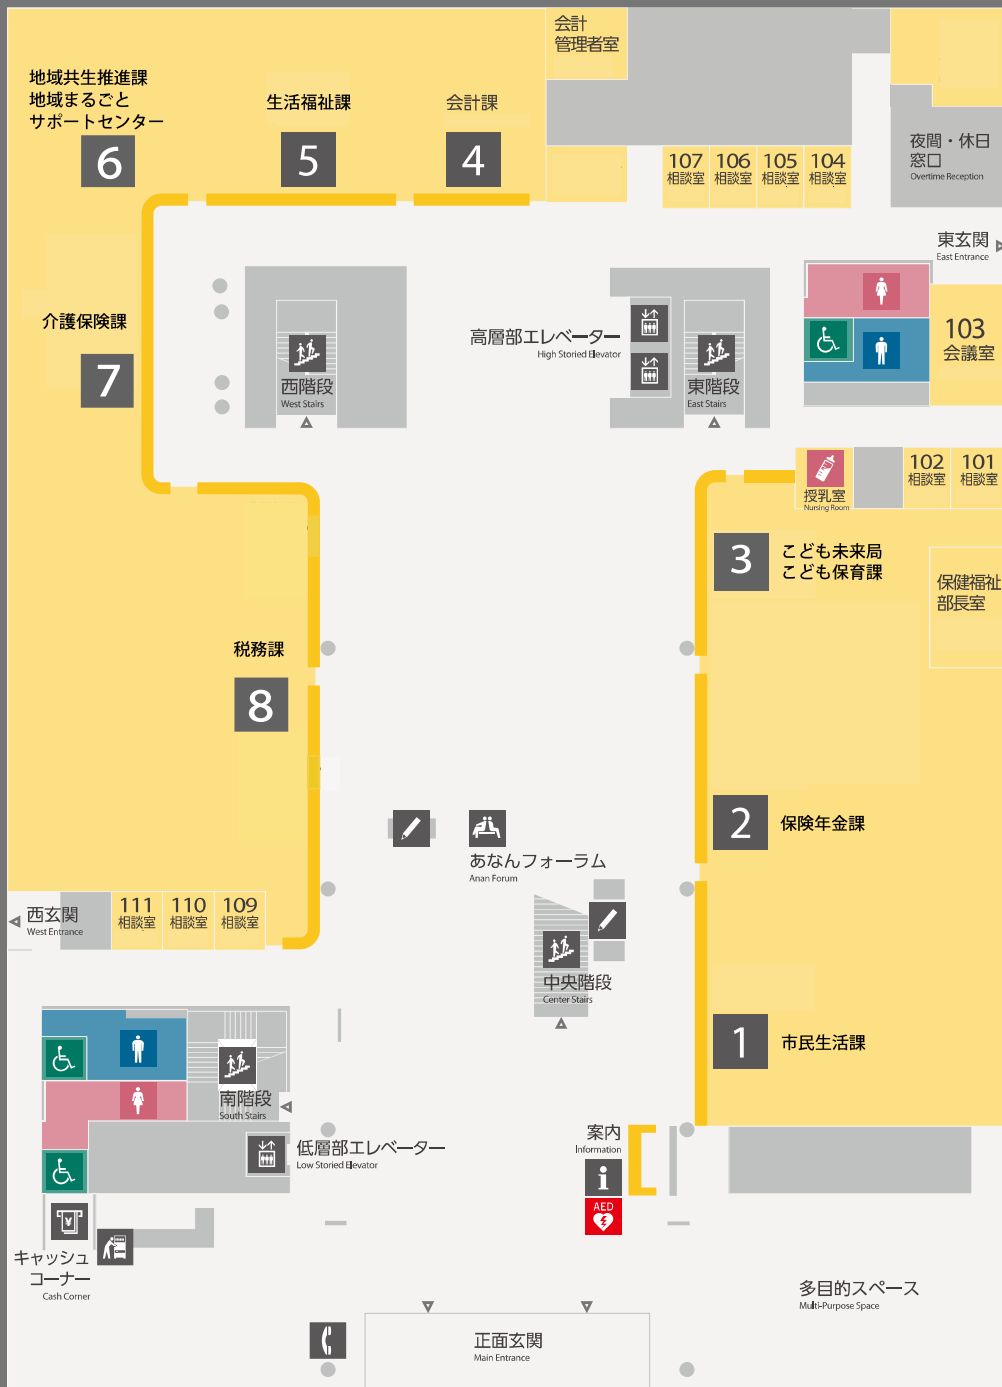 会計
管理者室
地域共生推進課
地域まるごと
サポートセンター
6
生活福祉課
5
会計課
4
107
相談室
106
相談室
105
相談室
104
相談室
夜間・休日
窓口
Overtime Reception
東玄関
East Entrance
介護保険課
7
西階段
West Stairs
高層部エレベーター
High Storied Elevator
東階段
East Stairs
103
会議室
授乳室
Nursing Room
102
相談室
101
相談室
3
こども未来局
こども保育課
保健福祉
部長室
税務課
8
2
保険年金課
あなんフォーラム
Anan Forum
西玄関
West Entrance
111
相談室
110
相談室
109
相談室
中央階段
Center Stairs
1
市民生活課
南階段
South Stairs
低層部エレベーター
Low Storied Elevator
案内
Information
i
AED
¥
キャッシュ
コーナー
Cash Corner
多目的スペース
Multi-Purpose Space
正面玄関
Main Entrance